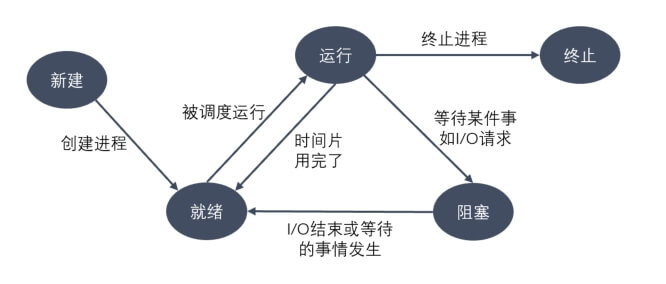 运行
终止进程
终止
新建
被调度运行
等待某件事
如I/O请求
创建进程
时间片
用完了
就绪
阻塞
I/O结束或等待
的事情发生